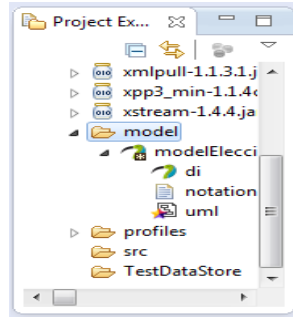 Project Ex...
xmlpull-1.1.3.1.j
xpp3_min-1.1.4c
xstream-1.4.4.ja
model
modelElecci
di
notation
uml
profiles
src
TestDataStore